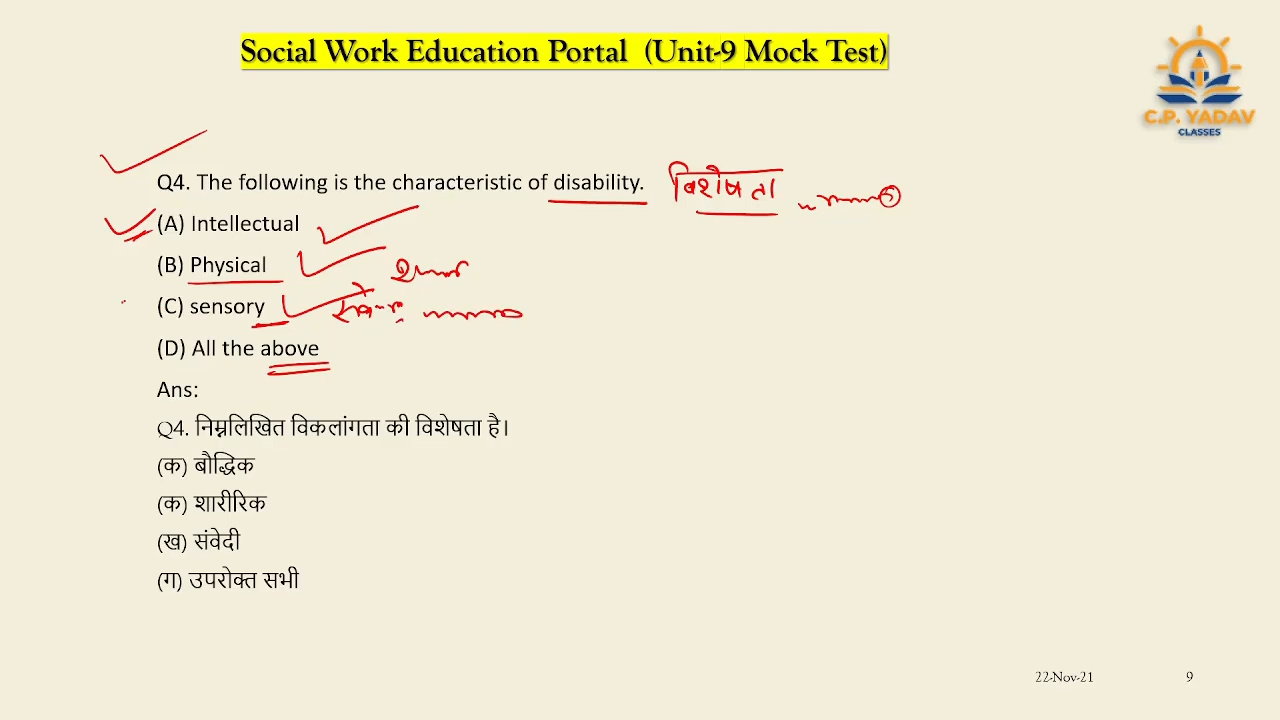 Social Work Education Portal (Unit-9 Mock Test)
C.P. YADAV
CLASSES
Q4. The following is the characteristic of disability. विशेषता
(A) Intellectual
(B) Physical
(C) sensory
(D) All the above
Ans:
Q4. निम्नलिखित विकलांगता की विशेषता है।
(क) बौद्धिक
(क) शारीरिक
(ख) संवेदी
(ग) उपरोक्त सभी
22-Nov-21 9